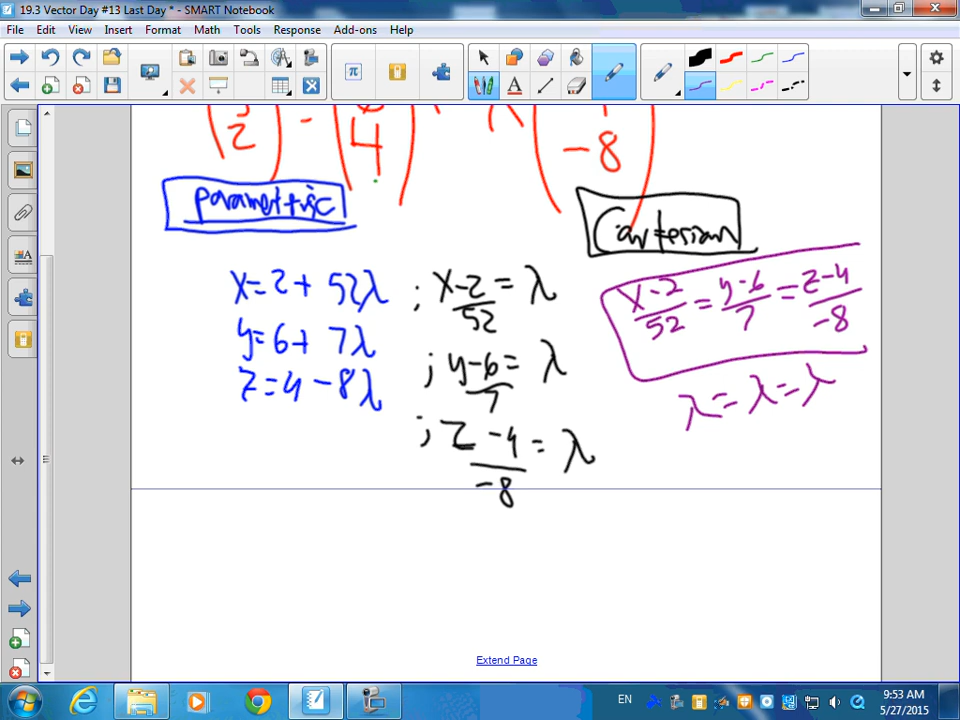 19.3 Vector Day #13 Last Day * - SMART Notebook
File Edit View Insert Format Math Tools Response Add-ons Help
2 = 4 + λ
-8
Parametric
Cartesian
x=2+52λ ; x-2/52 = λ
x-2/52 = y-6/7 = z-4/-8
y=6+7λ ; y-6/7 = λ
z=4-8λ
λ=λ=λ
; z-4/-8 = λ
Extend Page
EN
9:53 AM
5/27/2015